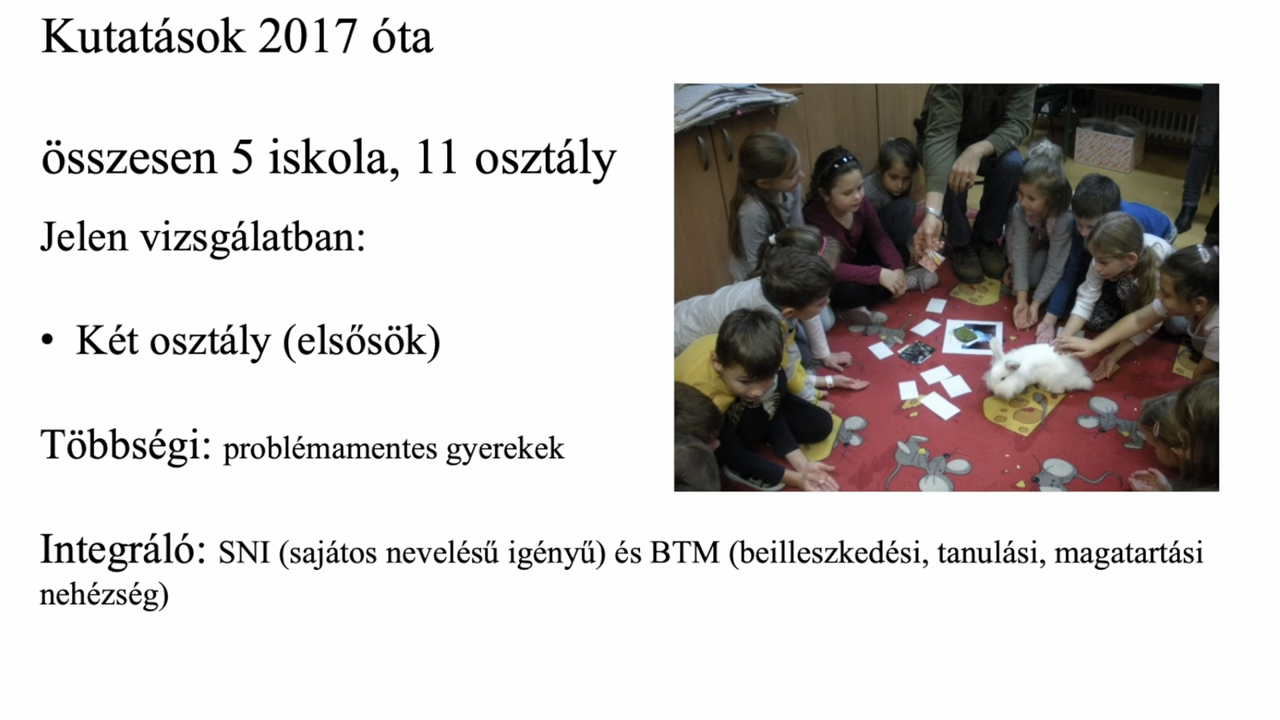 Kutatások 2017 óta
összesen 5 iskola, 11 osztály
Jelen vizsgálatban:
• Két osztály (elsősök)
Többségi: problémamentes gyerekek
Integráló: SNI (sajátos nevelésű igényű) és BTM (beilleszkedési, tanulási, magatartási
nehézség)